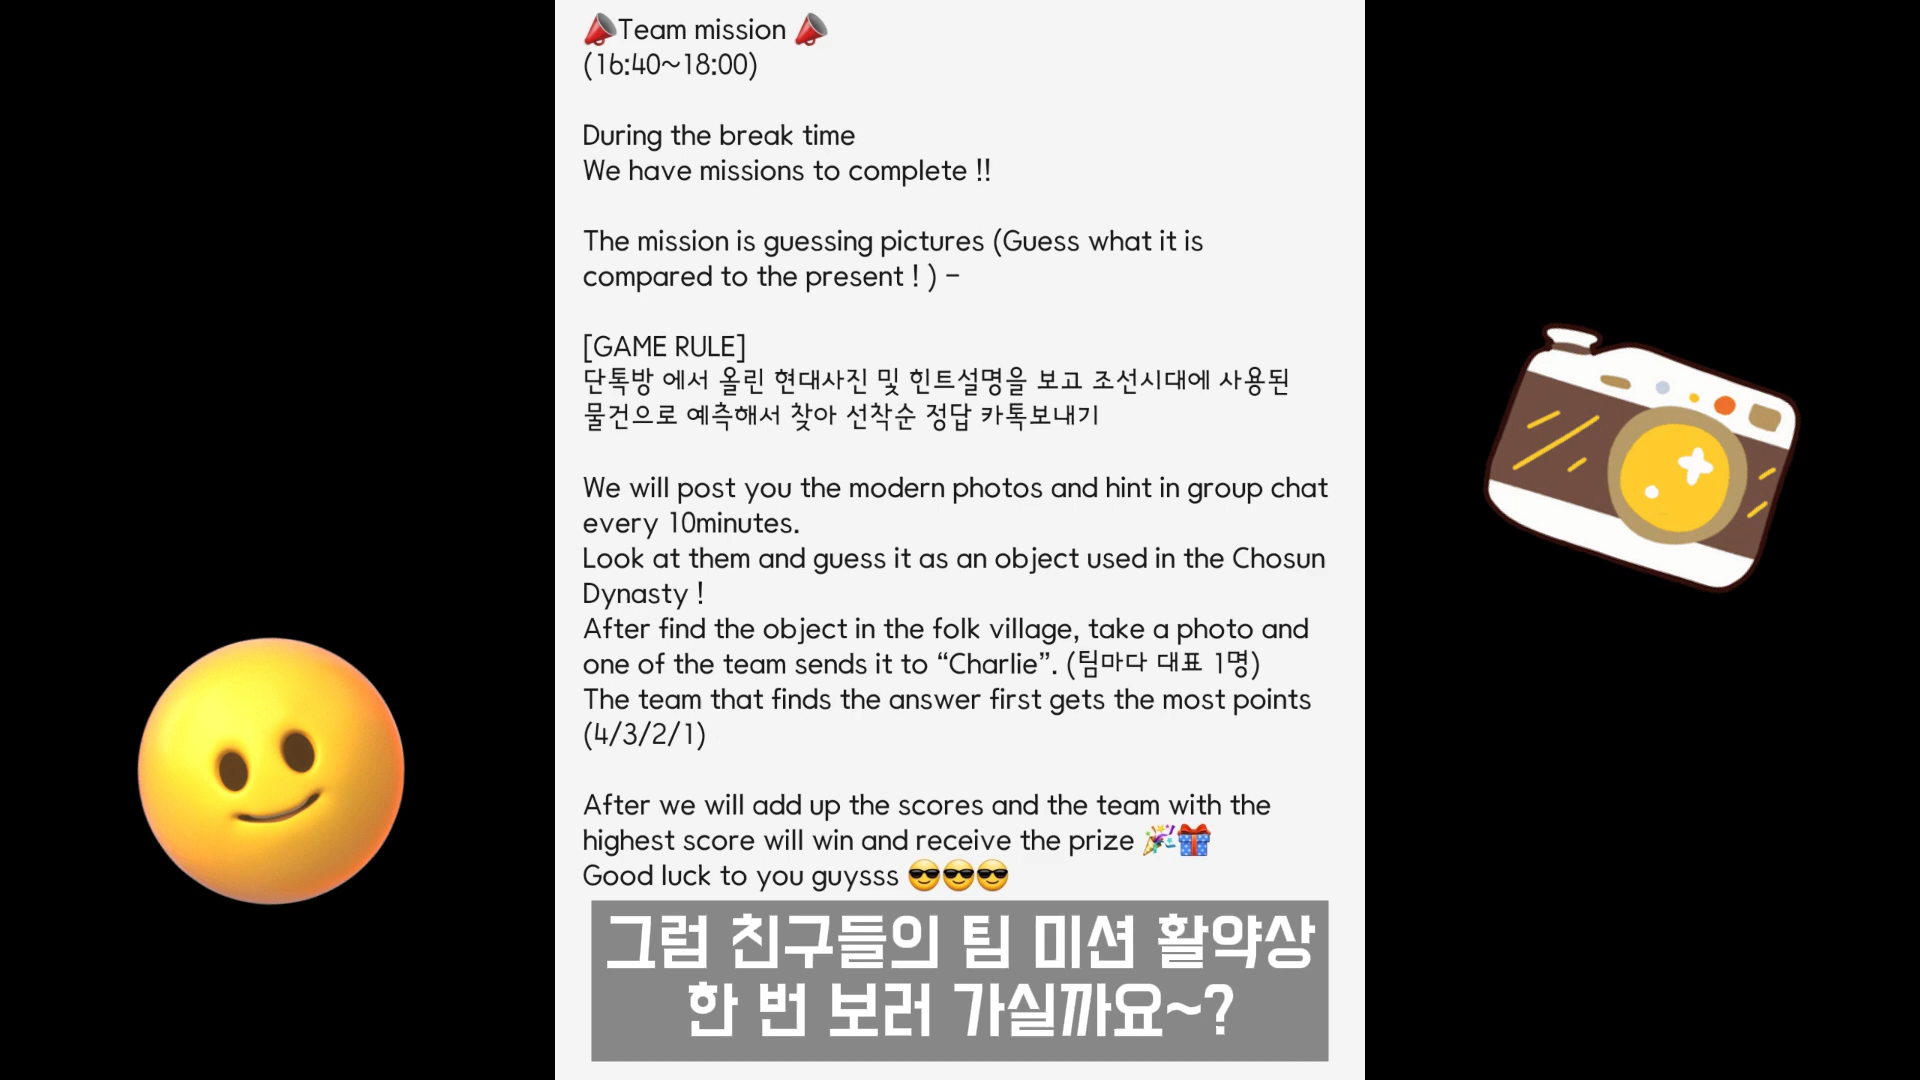 📣Team mission 📣
(16:40~18:00)
During the break time
We have missions to complete !!
The mission is guessing pictures (Guess what it is
compared to the present ! ) -
[GAME RULE]
단톡방 에서 올린 현대사진 및 힌트설명을 보고 조선시대에 사용된
물건으로 예측해서 찾아 선착순 정답 카톡보내기
We will post you the modern photos and hint in group chat
every 10minutes.
Look at them and guess it as an object used in the Chosun
Dynasty !
After find the object in the folk village, take a photo and
one of the team sends it to “Charlie”. (팀마다 대표 1명)
The team that finds the answer first gets the most points
(4/3/2/1)
After we will add up the scores and the team with the
highest score will win and receive the prize 🎉🎁
Good luck to you guysss 😎😎😎
그럼 친구들의 팀 미션 활약상
한 번 보러 가실까요~?